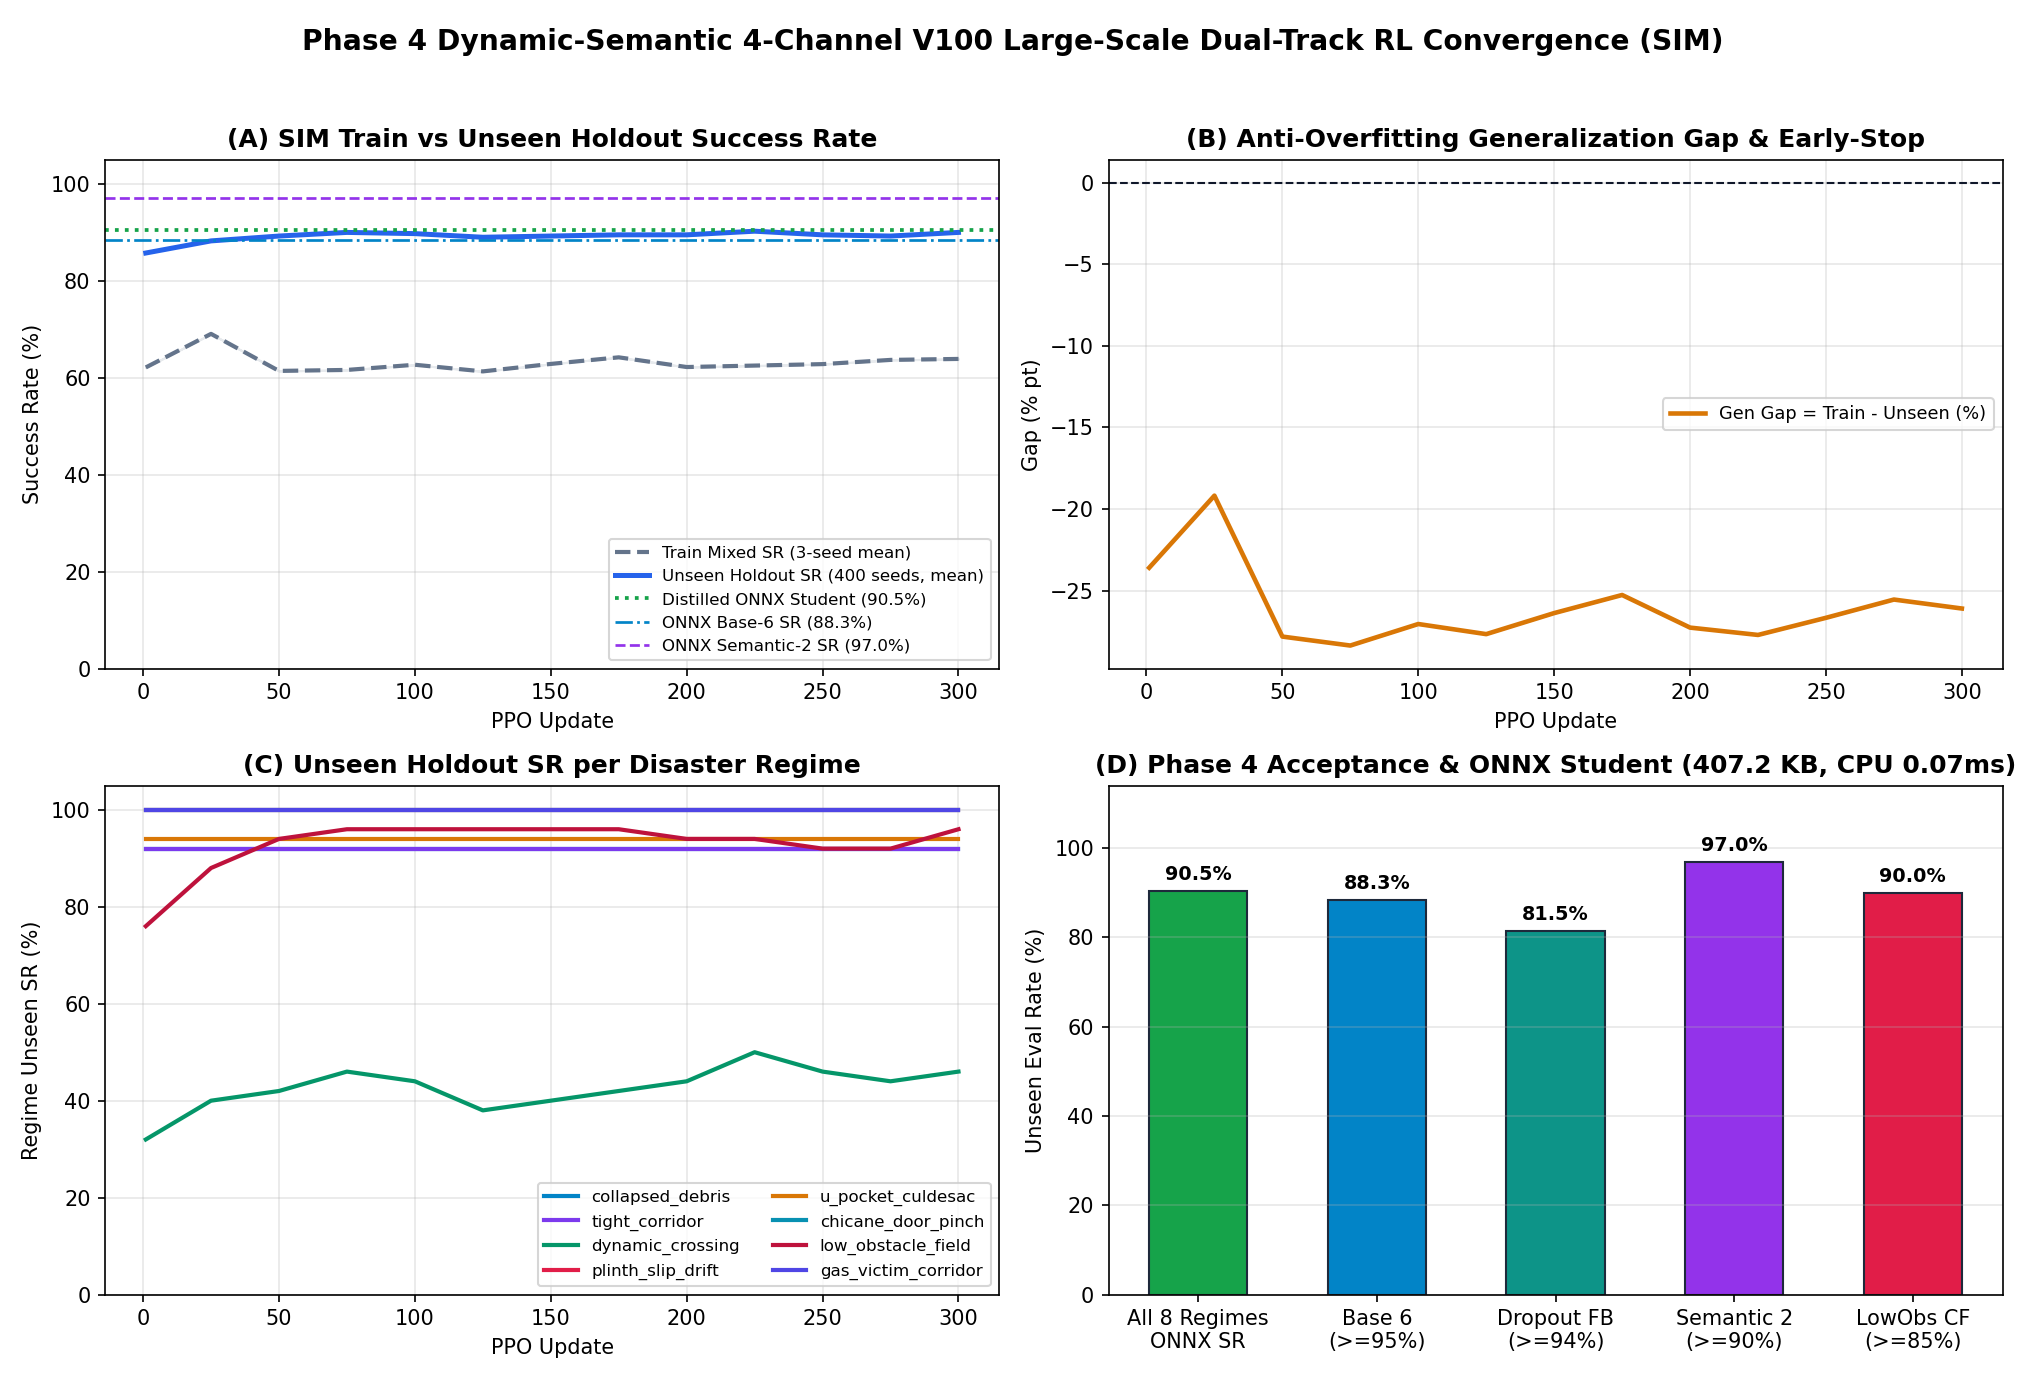 Phase 4 Dynamic-Semantic 4-Channel V100 Large-Scale Dual-Track RL Convergence (SIM)
(A) SIM Train vs Unseen Holdout Success Rate
Success Rate (%)
100
80
60
40
20
0
Train Mixed SR (3-seed mean)
Unseen Holdout SR (400 seeds, mean)
Distilled ONNX Student (90.5%)
ONNX Base-6 SR (88.3%)
ONNX Semantic-2 SR (97.0%)
0 50 100 150 200 250 300
PPO Update
(B) Anti-Overfitting Generalization Gap & Early-Stop
Gap (% pt)
0
−5
−10
−15
−20
−25
Gen Gap = Train - Unseen (%)
0 50 100 150 200 250 300
PPO Update
(C) Unseen Holdout SR per Disaster Regime
Regime Unseen SR (%)
100
80
60
40
20
0
collapsed_debris
tight_corridor
dynamic_crossing
plinth_slip_drift
u_pocket_culdesac
chicane_door_pinch
low_obstacle_field
gas_victim_corridor
0 50 100 150 200 250 300
PPO Update
(D) Phase 4 Acceptance & ONNX Student (407.2 KB, CPU 0.07ms)
Unseen Eval Rate (%)
100
80
60
40
20
0
90.5%
88.3%
81.5%
97.0%
90.0%
All 8 Regimes
ONNX SR
Base 6
(>=95%)
Dropout FB
(>=94%)
Semantic 2
(>=90%)
LowObs CF
(>=85%)